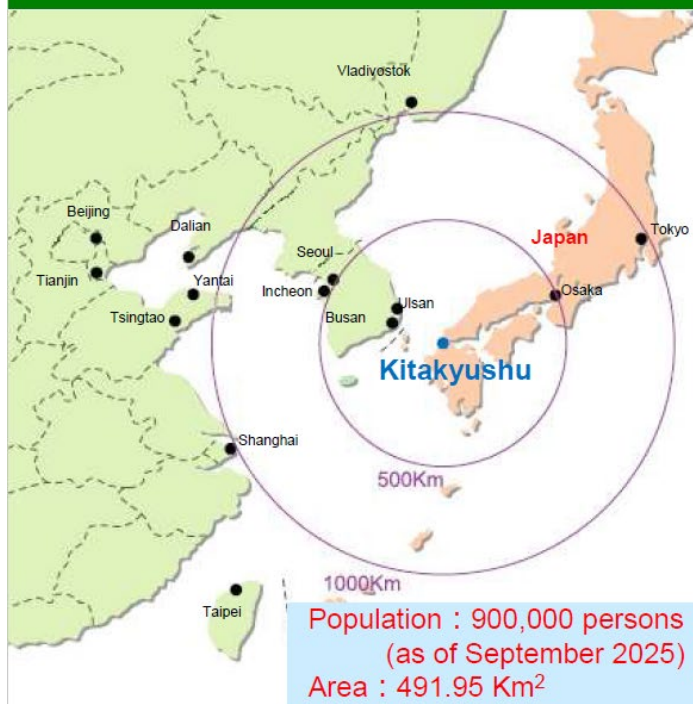 Vladivostok
Beijing
Dalian
Tokyo
Japan
Seoul
Tianjin
Yantai
Incheon
Osaka
Ulsan
Tsingtao
Busan
Kitakyushu
Shanghai
500Km
1000Km
Taipei
Population：900,000 persons
(as of September 2025)
Area：491.95 Km²